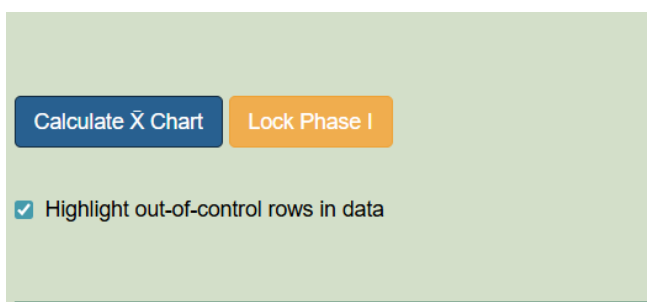 Calculate X̄ Chart Lock Phase I
Highlight out-of-control rows in data